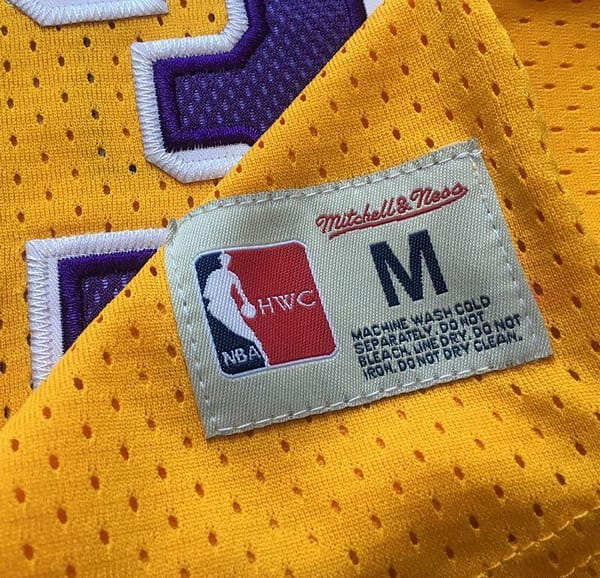 Mitchell & Ness
M
HWC
NBA
MACHINE WASH COLD
SEPARATELY. DO NOT
BLEACH. LINE DRY. DO NOT
IRON. DO NOT DRY CLEAN.